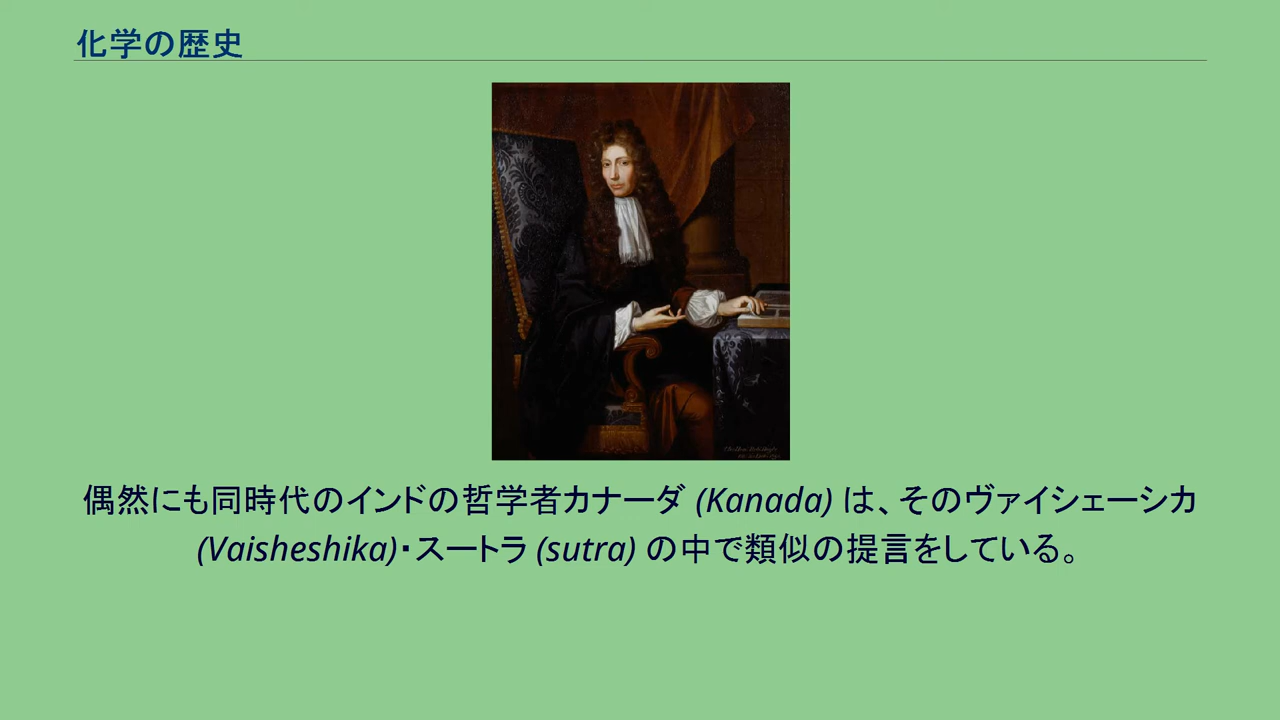 化学の歴史
偶然にも同時代のインドの哲学者カナーダ (Kanada) は、そのヴァイシェーシカ
(Vaisheshika)・スートラ (sutra) の中で類似の提言をしている。